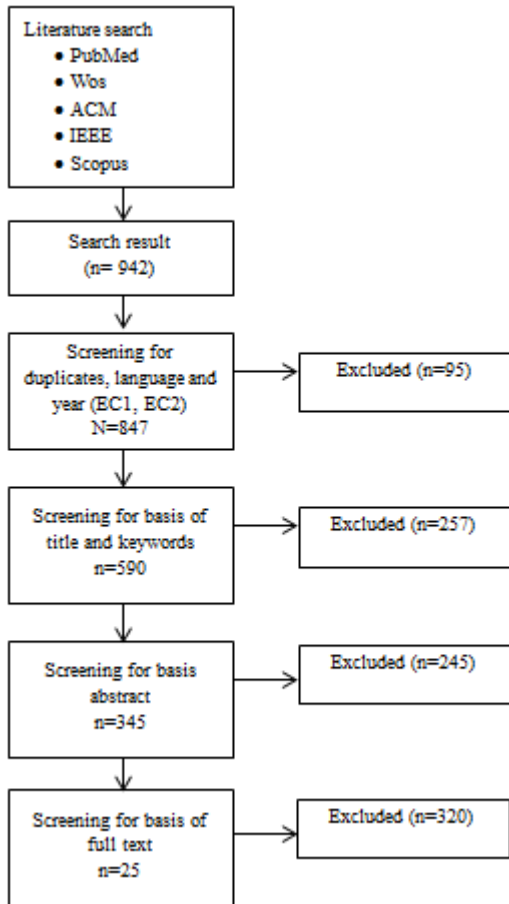 Literature search
• PubMed
• Wos
• ACM
• IEEE
• Scopus
Search result
(n= 942)
Screening for
duplicates, language and
year (EC1, EC2)
N=847
Excluded (n=95)
Screening for basis of
title and keywords
n=590
Excluded (n=257)
Screening for basis
abstract
n=345
Excluded (n=245)
Screening for basis of
full text
n=25
Excluded (n=320)